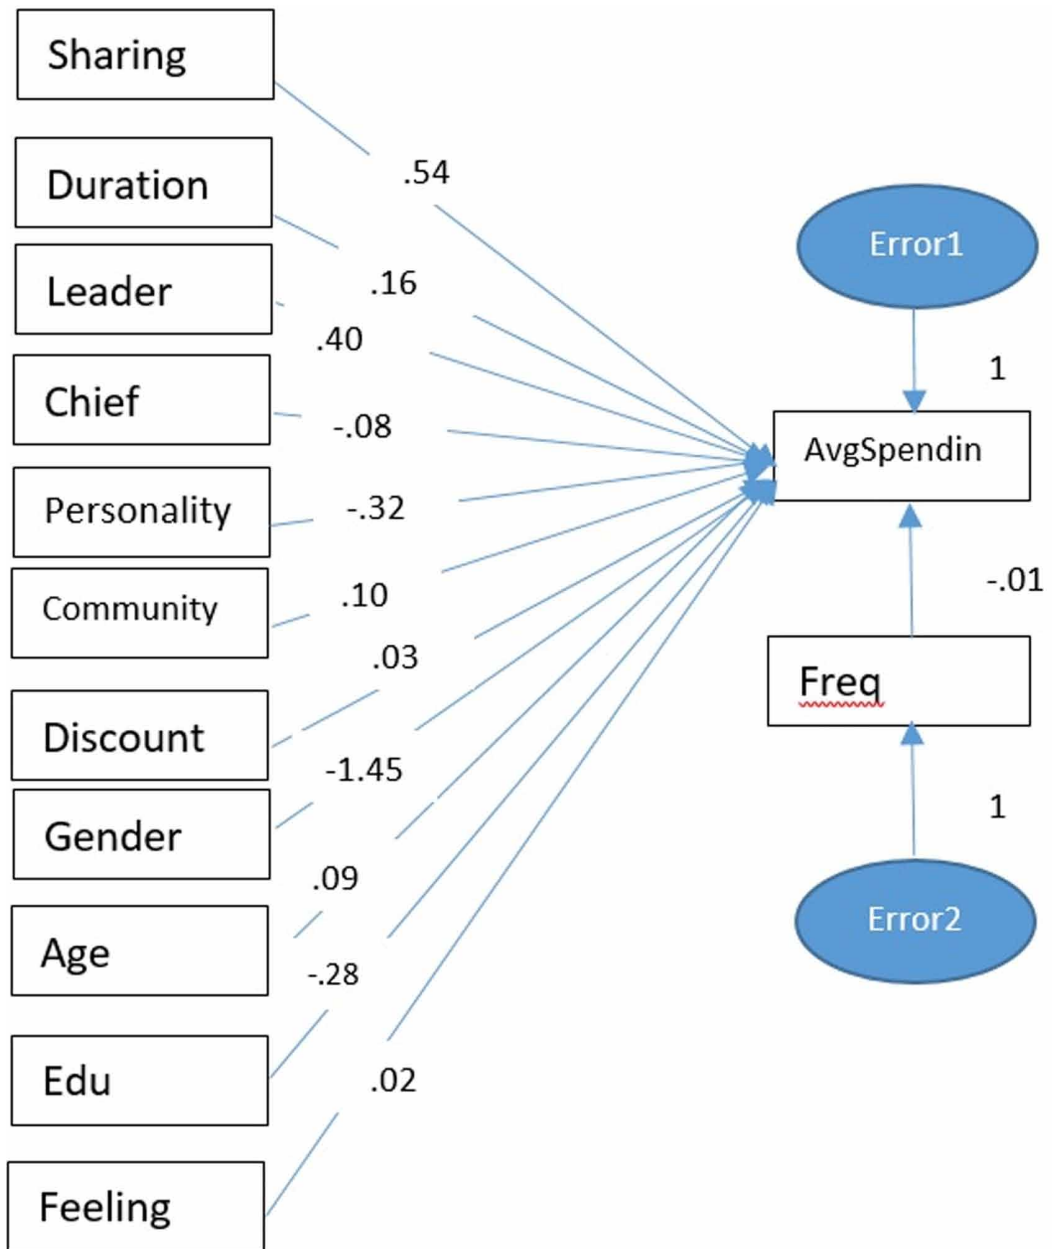 Sharing
Duration
Leader
Chief
Personality
Community
Discount
Gender
Age
Edu
Feeling
.54
.16
.40
-.08
-.32
.10
.03
-1.45
.09
-.28
.02
Error1
1
AvgSpendin
-.01
Freq
1
Error2